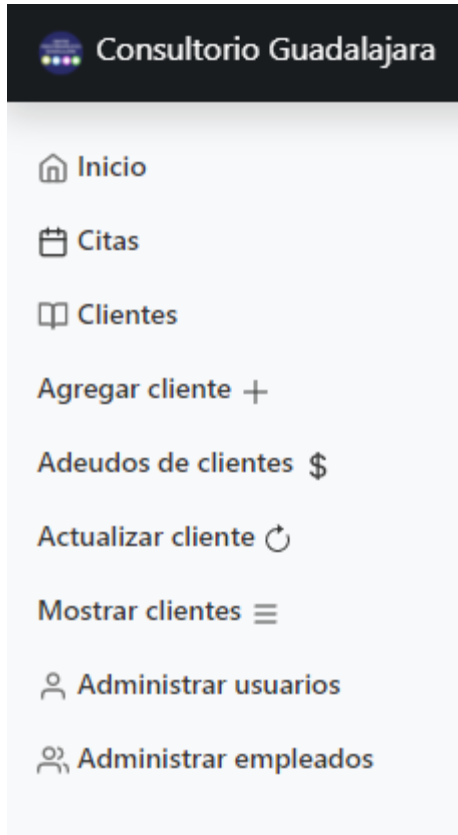 Consultorio Guadalajara
Inicio
Citas
Clientes
Agregar cliente +
Adeudos de clientes $
Actualizar cliente
Mostrar clientes
Administrar usuarios
Administrar empleados